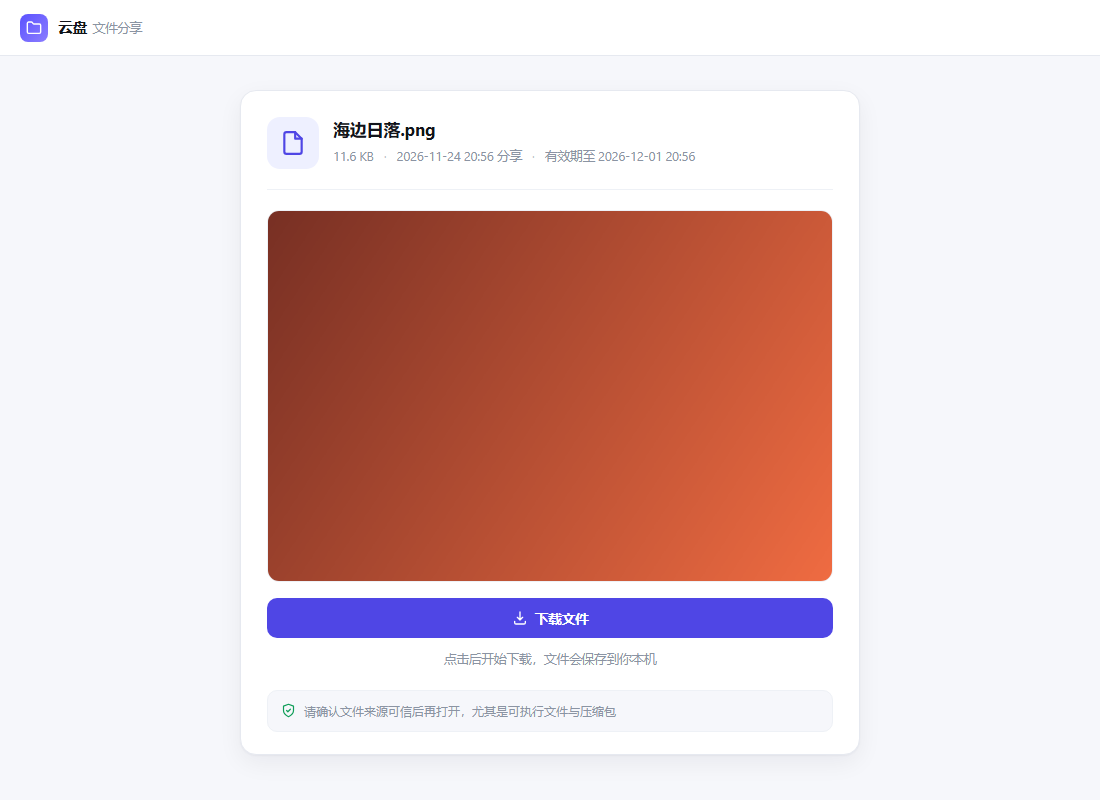 云盘 文件分享
海边日落.png
11.6 KB · 2026-11-24 20:56 分享 · 有效期至 2026-12-01 20:56
下载文件
点击后开始下载，文件会保存到你本机
请确认文件来源可信后再打开，尤其是可执行文件与压缩包